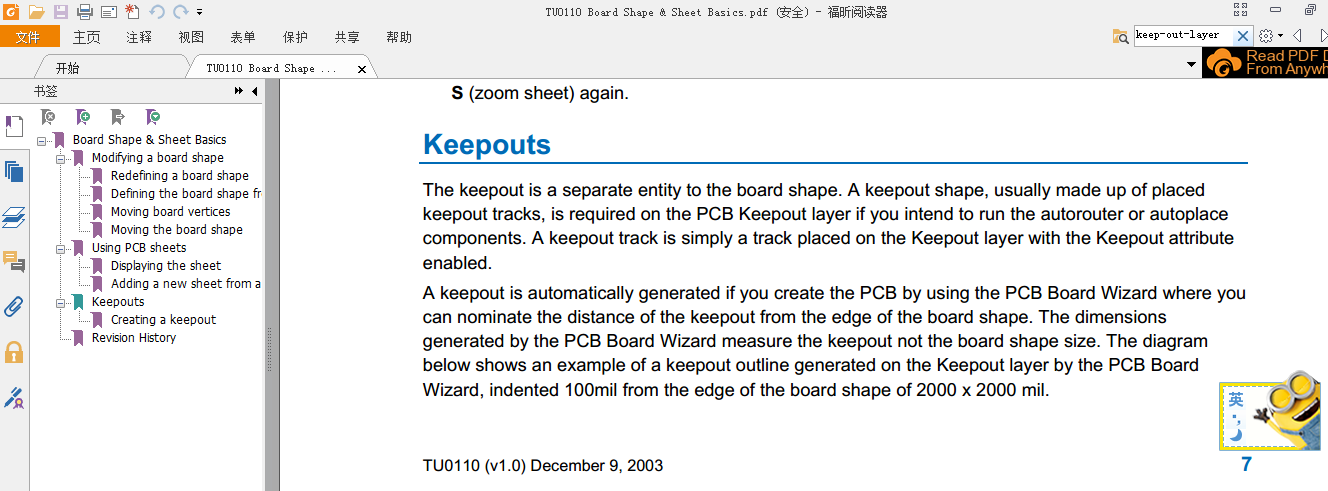 TU0110 Board Shape & Sheet Basics.pdf (安全) - 福昕阅读器
文件 主页 注释 视图 表单 保护 共享 帮助
keep-out-layer
开始
TU0110 Board Shape ...
Read PDF
From Anywh
书签
Board Shape & Sheet Basics
Modifying a board shape
Redefining a board shape
Defining the board shape fr
Moving board vertices
Moving the board shape
Using PCB sheets
Displaying the sheet
Adding a new sheet from a
Keepouts
Creating a keepout
Revision History
S (zoom sheet) again.
Keepouts
The keepout is a separate entity to the board shape. A keepout shape, usually made up of placed
keepout tracks, is required on the PCB Keepout layer if you intend to run the autorouter or autoplace
components. A keepout track is simply a track placed on the Keepout layer with the Keepout attribute
enabled.
A keepout is automatically generated if you create the PCB by using the PCB Board Wizard where you
can nominate the distance of the keepout from the edge of the board shape. The dimensions
generated by the PCB Board Wizard measure the keepout not the board shape size. The diagram
below shows an example of a keepout outline generated on the Keepout layer by the PCB Board
Wizard, indented 100mil from the edge of the board shape of 2000 x 2000 mil.
英
TU0110 (v1.0) December 9, 2003
7